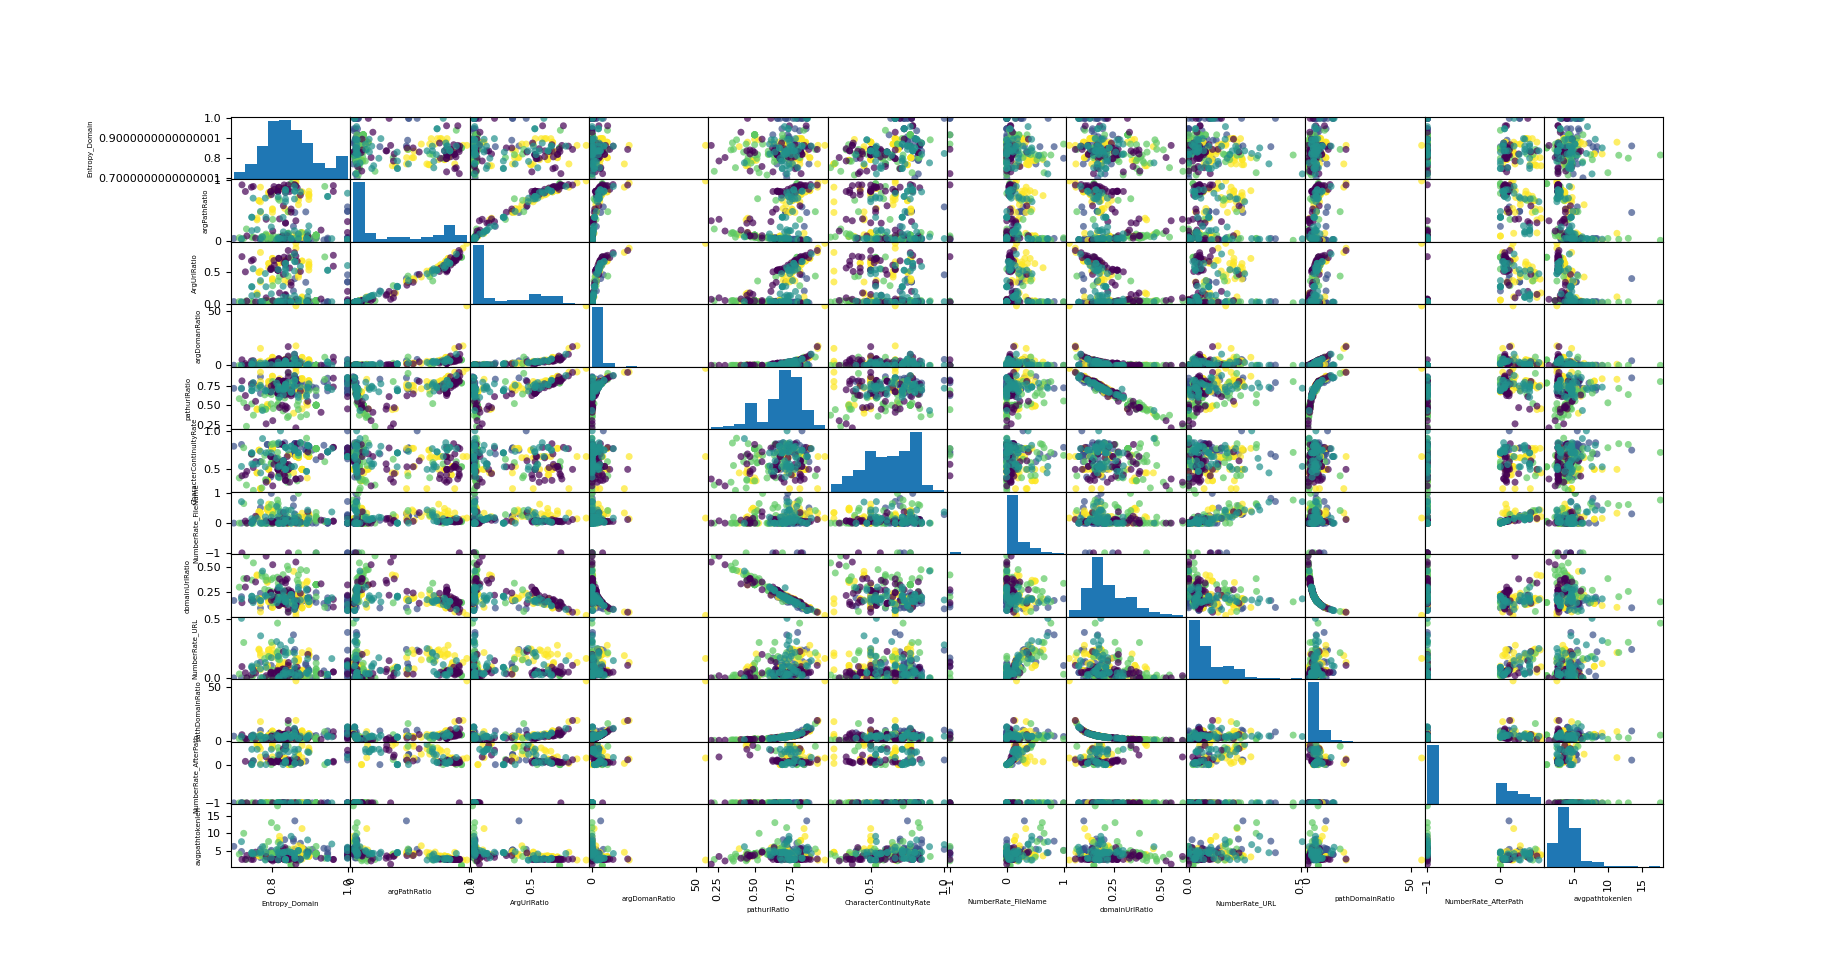 1.0
0.9000000000000001
0.8
0.7000000000000001
Entropy_Domain
1
0
argPathRatio
0.5
0.0
ArgUrlRatio
50
0
argDomanRatio
0.75
0.50
0.25
pathurlRatio
1.0
0.5
CharacterContinuityRate
1
0
−1
NumberRate_FileName
0.50
0.25
domainUrlRatio
0.5
0.0
NumberRate_URL
50
0
pathDomainRatio
0
−1
NumberRate_AfterPath
15
10
5
avgpathtokenlen
0.8 1.0 0 1 0.0 0.5 0 50 0.25 0.50 0.75 0.5 1.0 −1 0 1 0.25 0.50 0.0 0.5 0 50 −1 0 5 10 15
Entropy_Domain argPathRatio ArgUrlRatio argDomanRatio pathurlRatio CharacterContinuityRate NumberRate_FileName domainUrlRatio NumberRate_URL pathDomainRatio NumberRate_AfterPath avgpathtokenlen